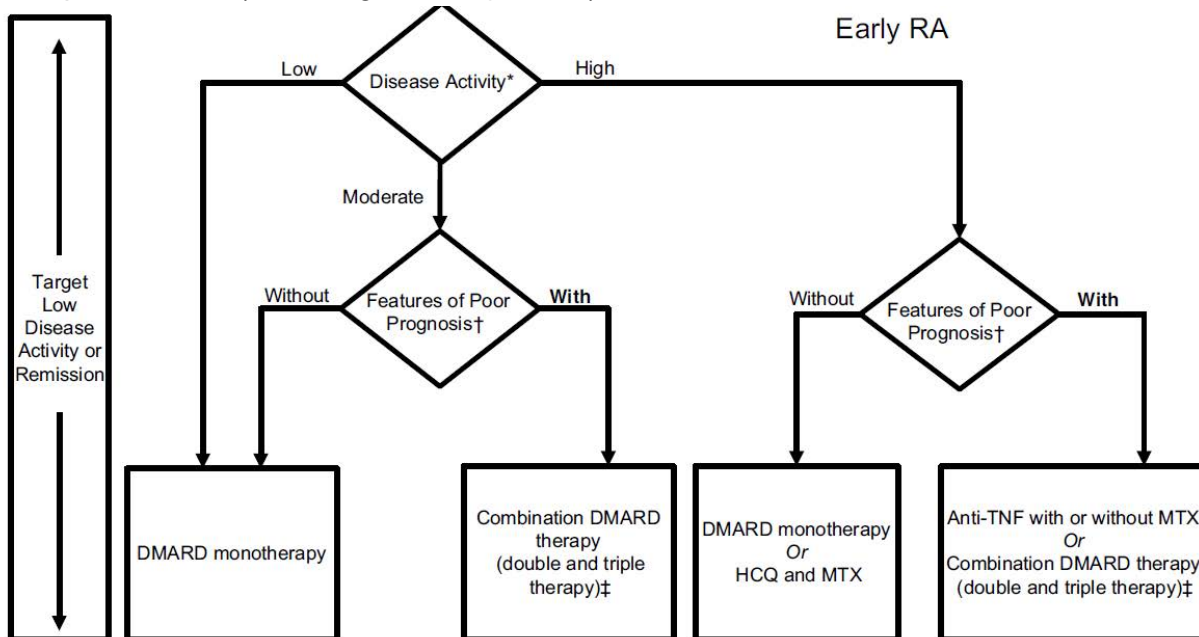 Early RA
Low
Disease Activity*
High
Moderate
Target
Low
Disease
Activity or
Remission
Without
Features of Poor
Prognosis†
With
Without
Features of Poor
Prognosis†
With
DMARD monotherapy
Combination DMARD
therapy
(double and triple
therapy)‡
DMARD monotherapy
Or
HCQ and MTX
Anti-TNF with or without MTX
Or
Combination DMARD therapy
(double and triple therapy)‡